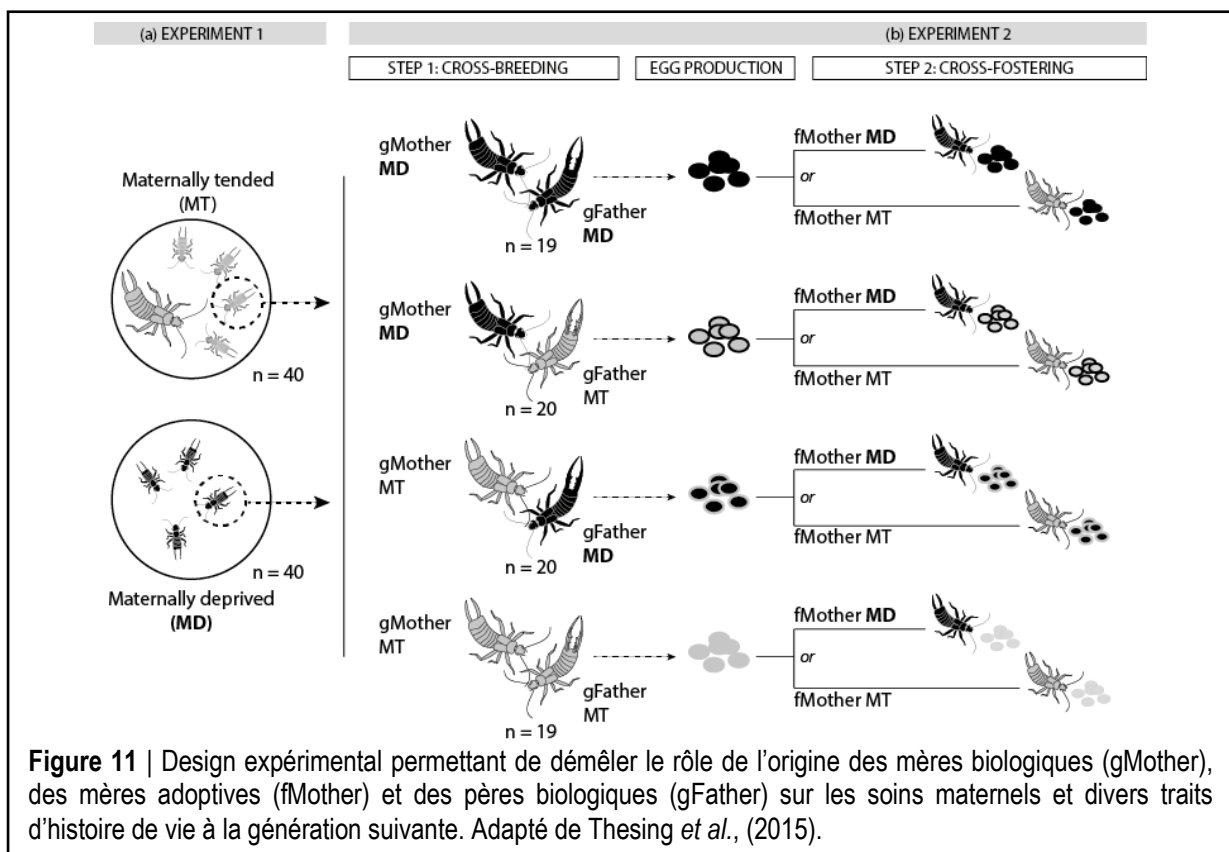 (a) EXPERIMENT 1
(b) EXPERIMENT 2
STEP 1: CROSS-BREEDING
EGG PRODUCTION
STEP 2: CROSS-FOSTERING
Maternally tended
(MT)
n = 40
n = 40
Maternally deprived
(MD)
gMother
MD
gFather
MD
n = 19
fMother MD
or
fMother MT
gMother
MD
gFather
MT
n = 20
fMother MD
or
fMother MT
gMother
MT
gFather
MD
n = 20
fMother MD
or
fMother MT
gMother
MT
gFather
MT
n = 19
fMother MD
or
fMother MT
Figure 11 | Design expérimental permettant de démêler le rôle de l’origine des mères biologiques (gMother),
des mères adoptives (fMother) et des pères biologiques (gFather) sur les soins maternels et divers traits
d’histoire de vie à la génération suivante. Adapté de Thesing et al., (2015).